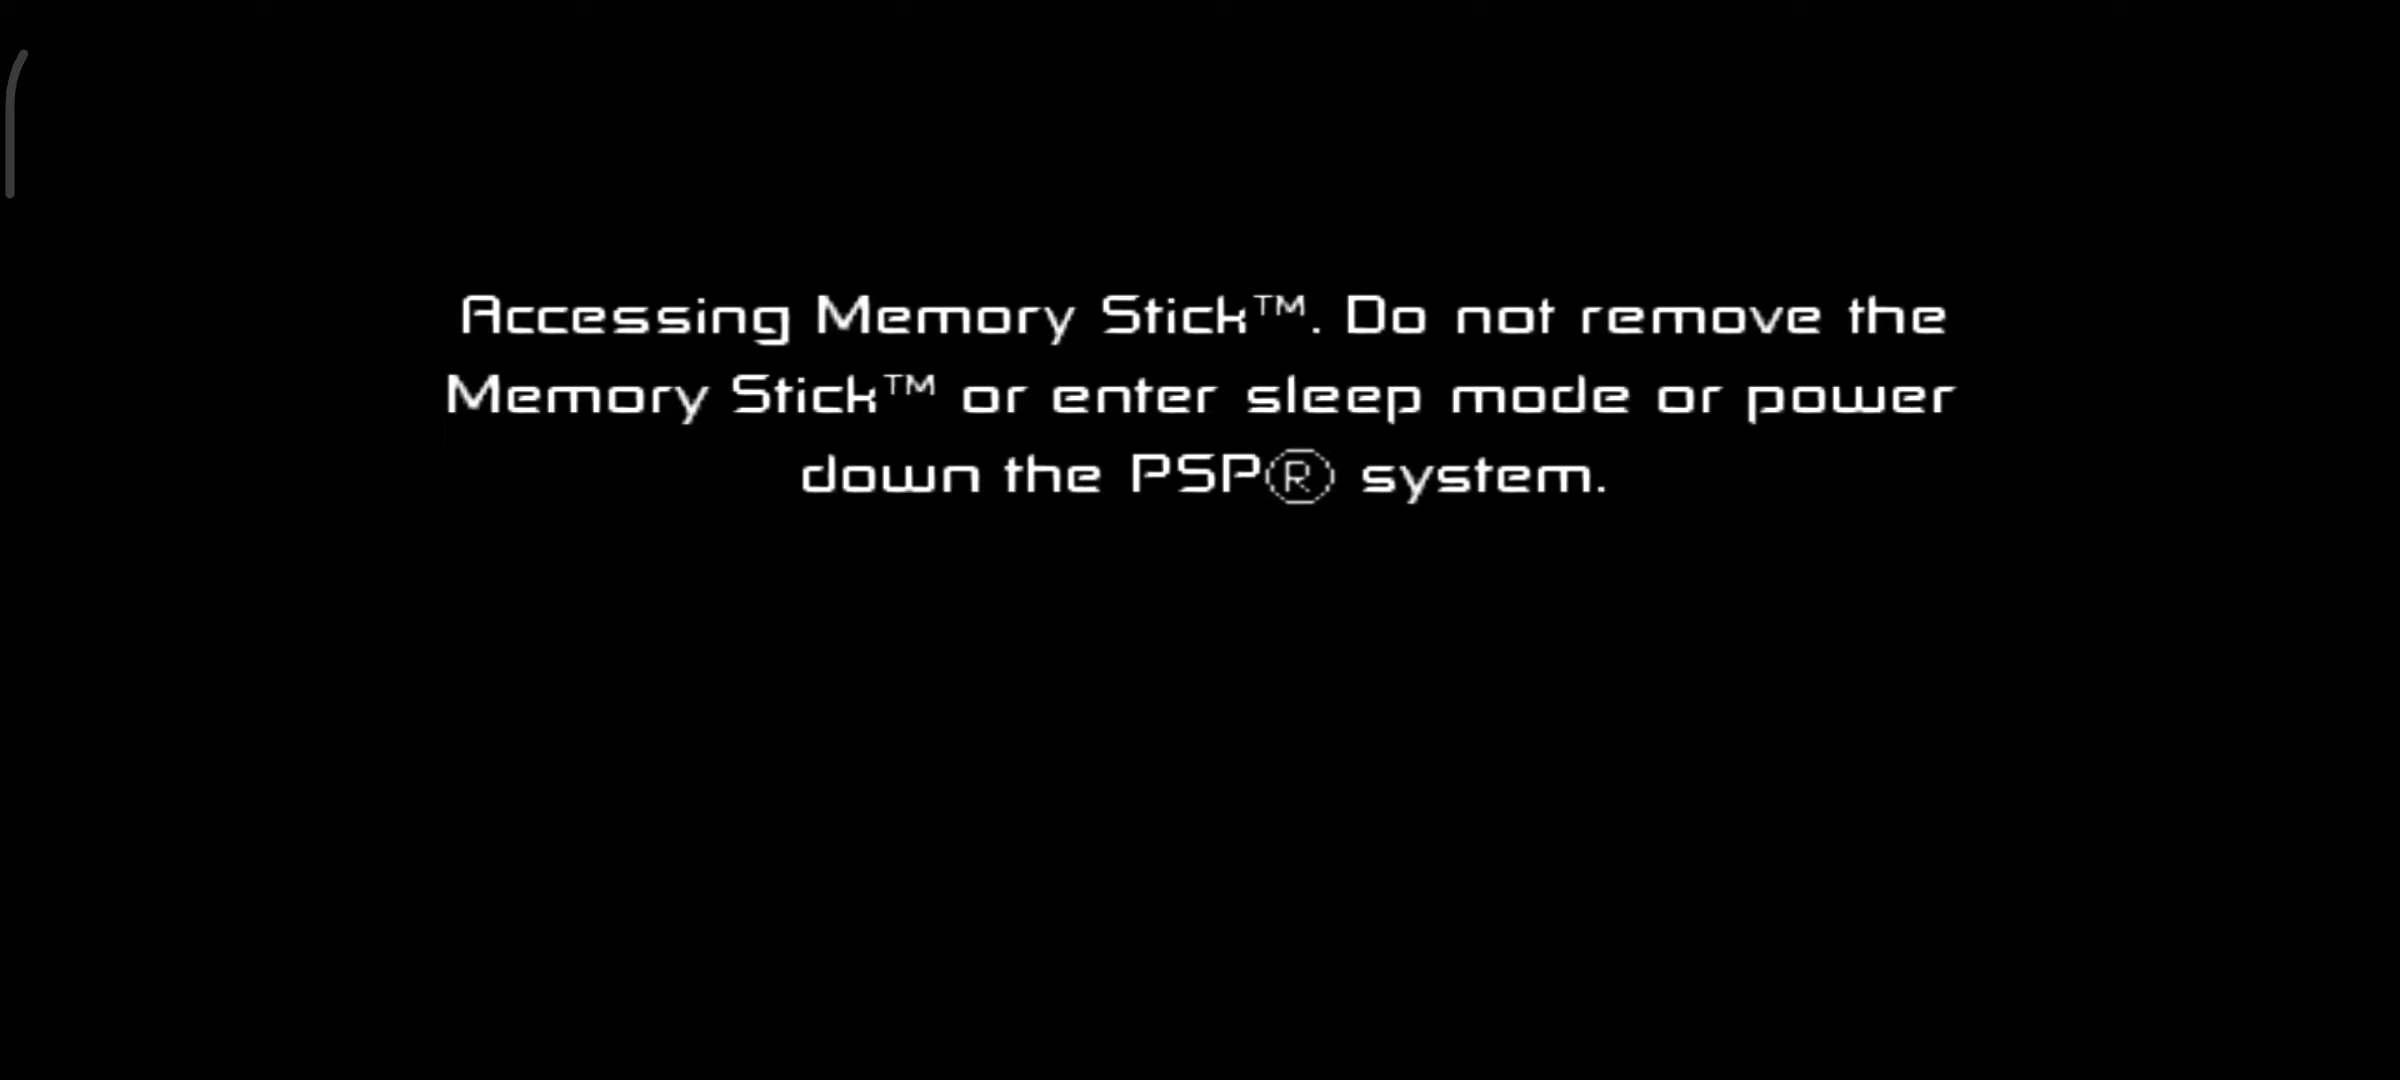 Accessing Memory Stick™. Do not remove the
Memory Stick™ or enter sleep mode or power
down the PSP® system.